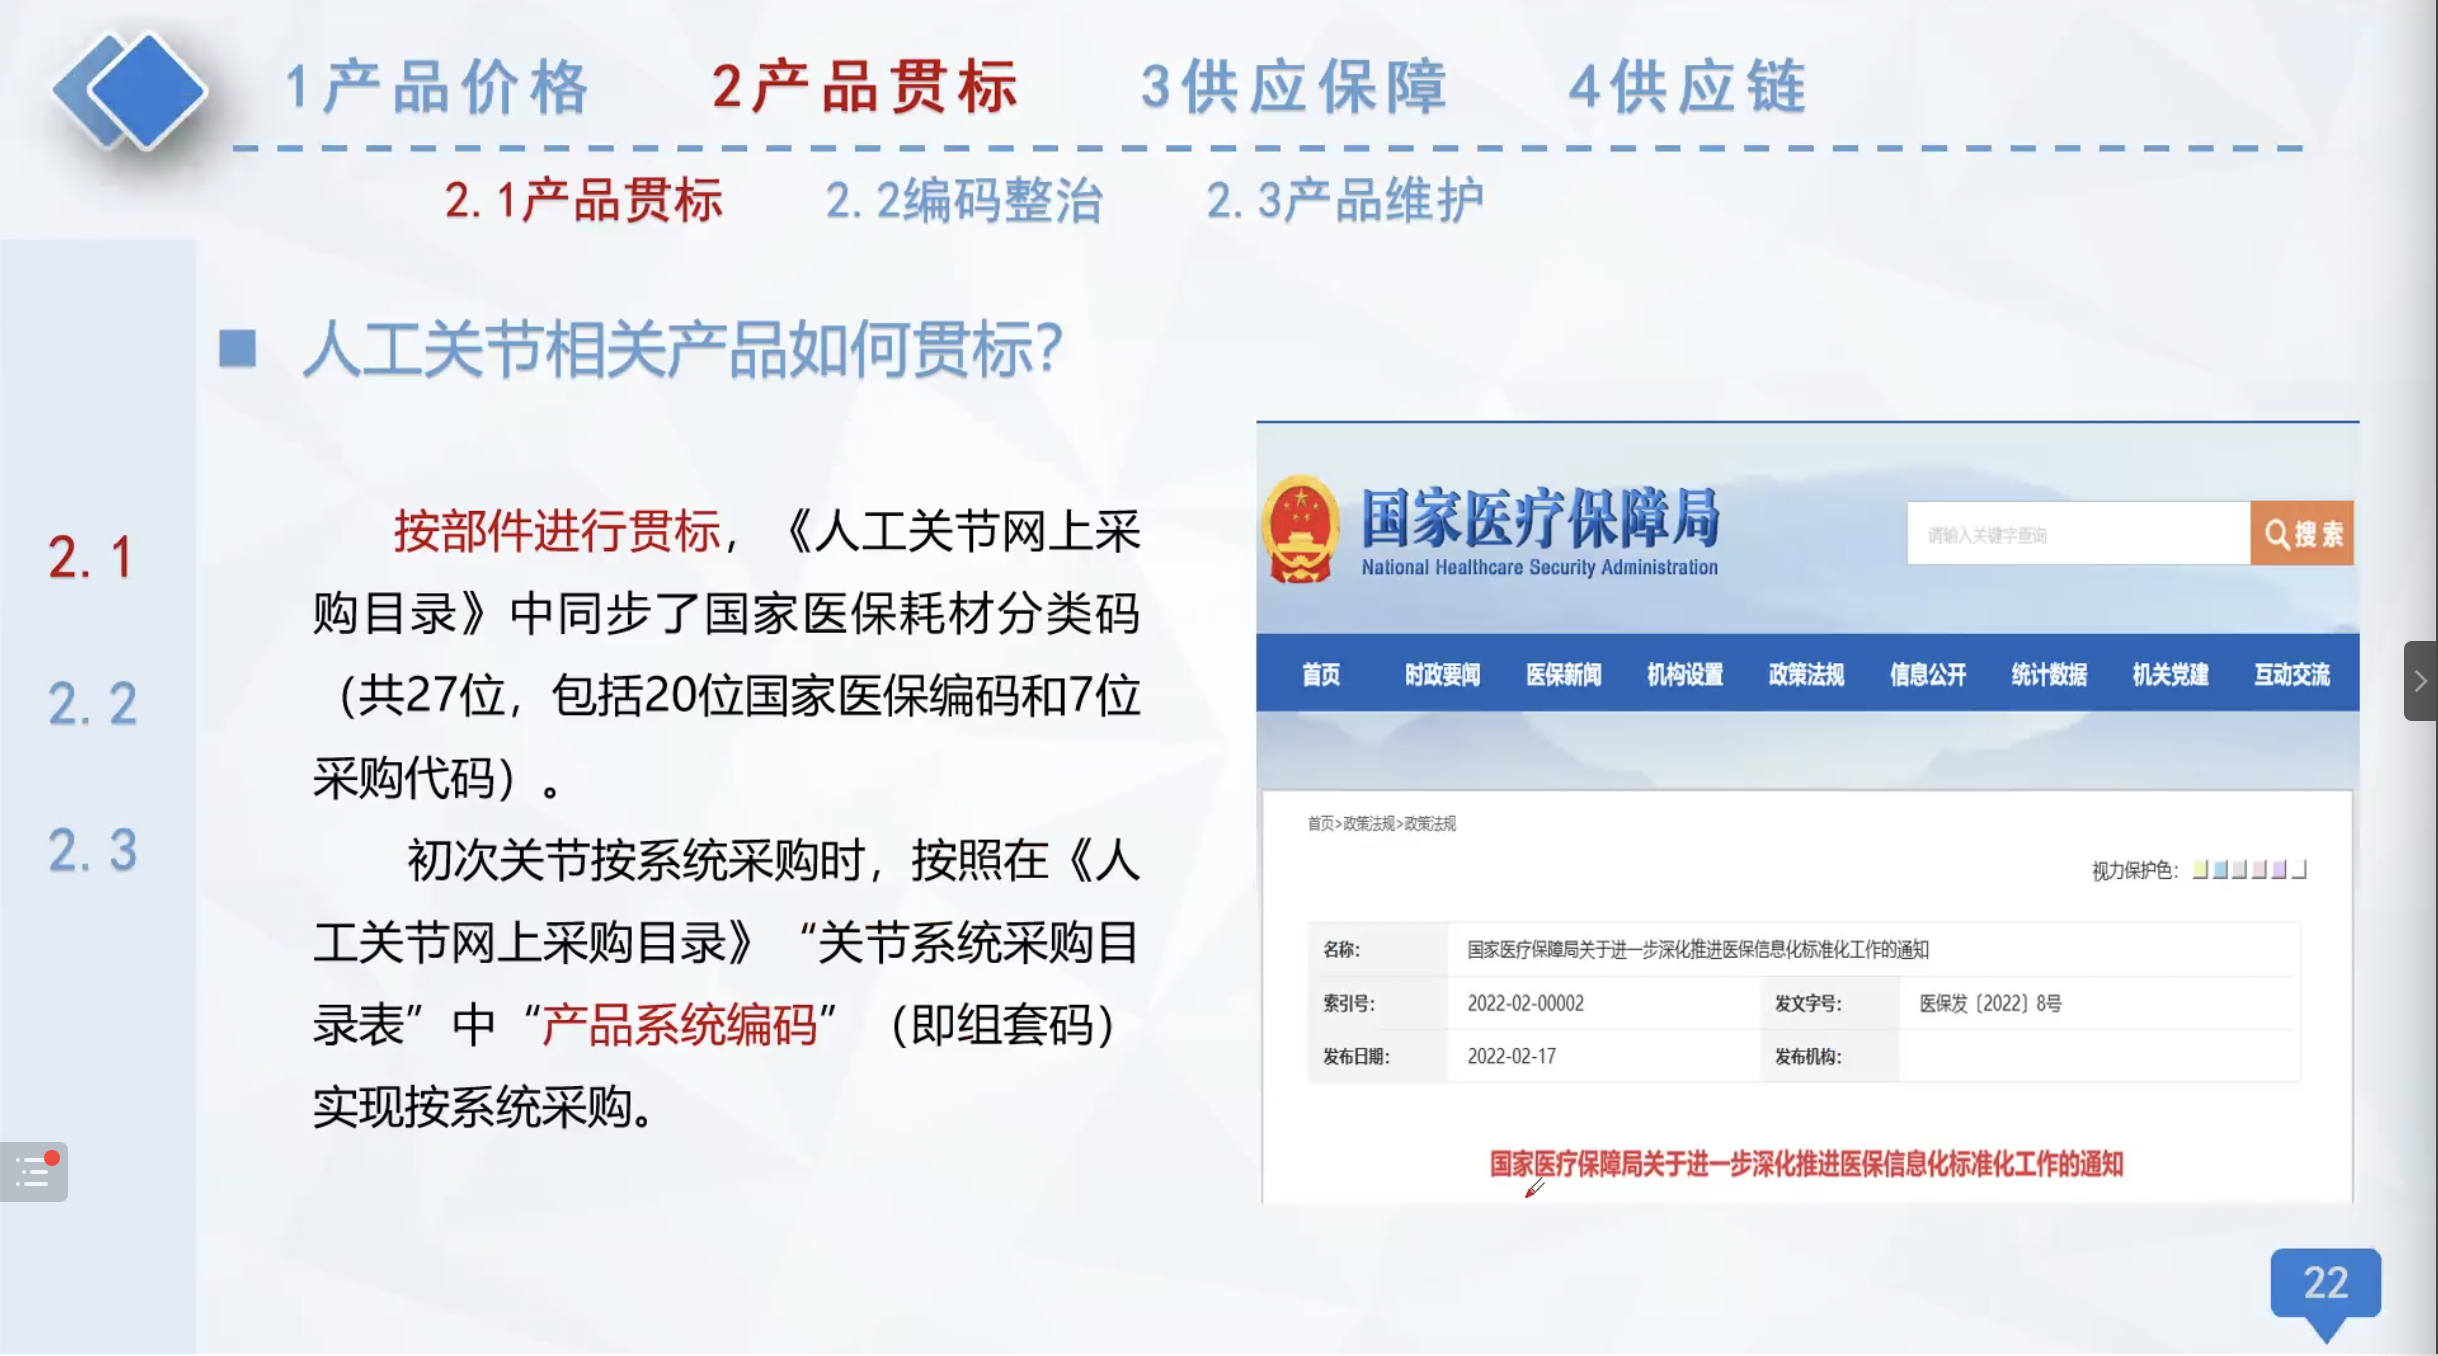 1产品价格 2产品贯标 3供应保障 4供应链
2.1产品贯标 2.2编码整治 2.3产品维护
2.1
2.2
2.3
人工关节相关产品如何贯标?
按部件进行贯标，《人工关节网上采
购目录》中同步了国家医保耗材分类码
（共27位，包括20位国家医保编码和7位
采购代码）。
初次关节按系统采购时，按照在《人
工关节网上采购目录》“关节系统采购目
录表”中“产品系统编码”（即组套码）
实现按系统采购。
国家医疗保障局
National Healthcare Security Administration
请输入关键字查询
搜索
首页 时政要闻 医保新闻 机构设置 政策法规 信息公开 统计数据 机关党建 互动交流
首页>政策法规>政策法规
视力保护色：
名称： 国家医疗保障局关于进一步深化推进医保信息化标准化工作的通知
索引号： 2022-02-00002 发文字号： 医保发〔2022〕8号
发布日期： 2022-02-17 发布机构：
国家医疗保障局关于进一步深化推进医保信息化标准化工作的通知
22